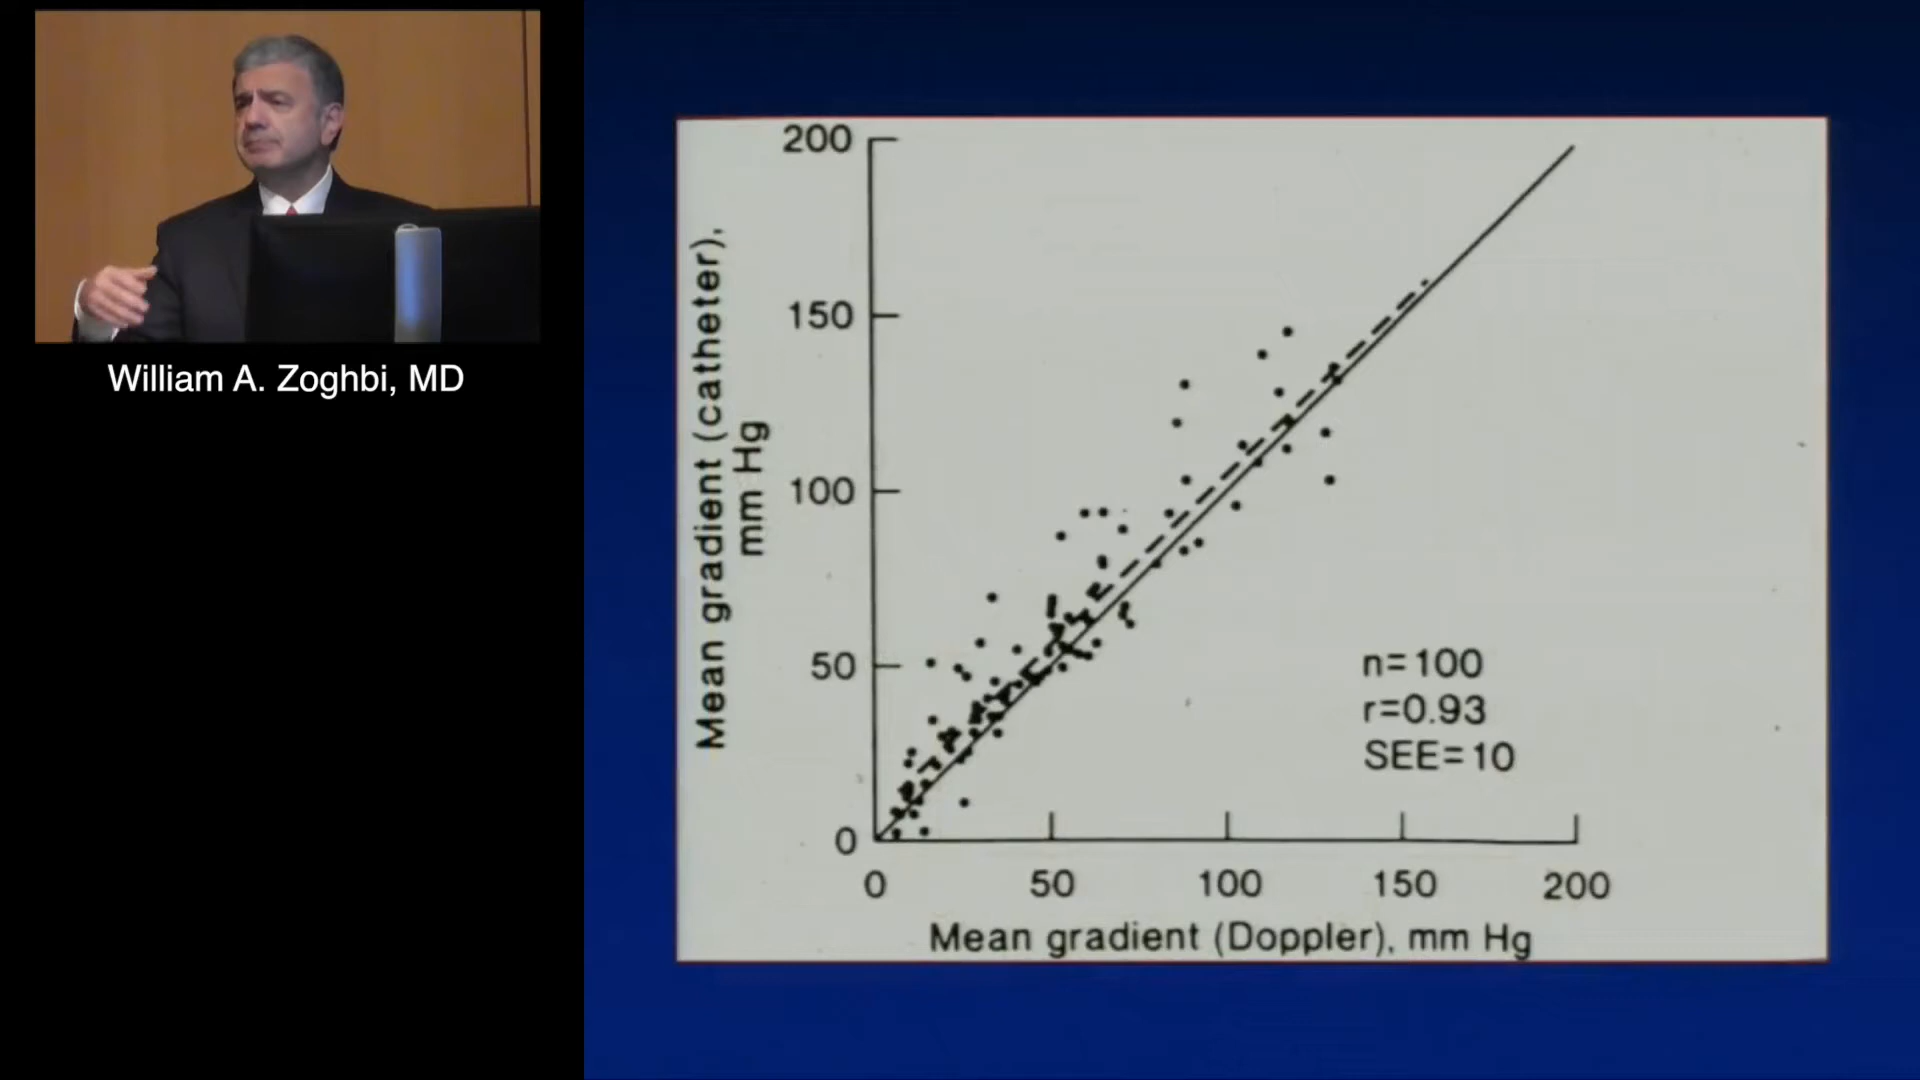 William A. Zoghbi, MD
Mean gradient (catheter),
mm Hg
200
150
100
50
0
0 50 100 150 200
Mean gradient (Doppler), mm Hg
n=100
r=0.93
SEE=10